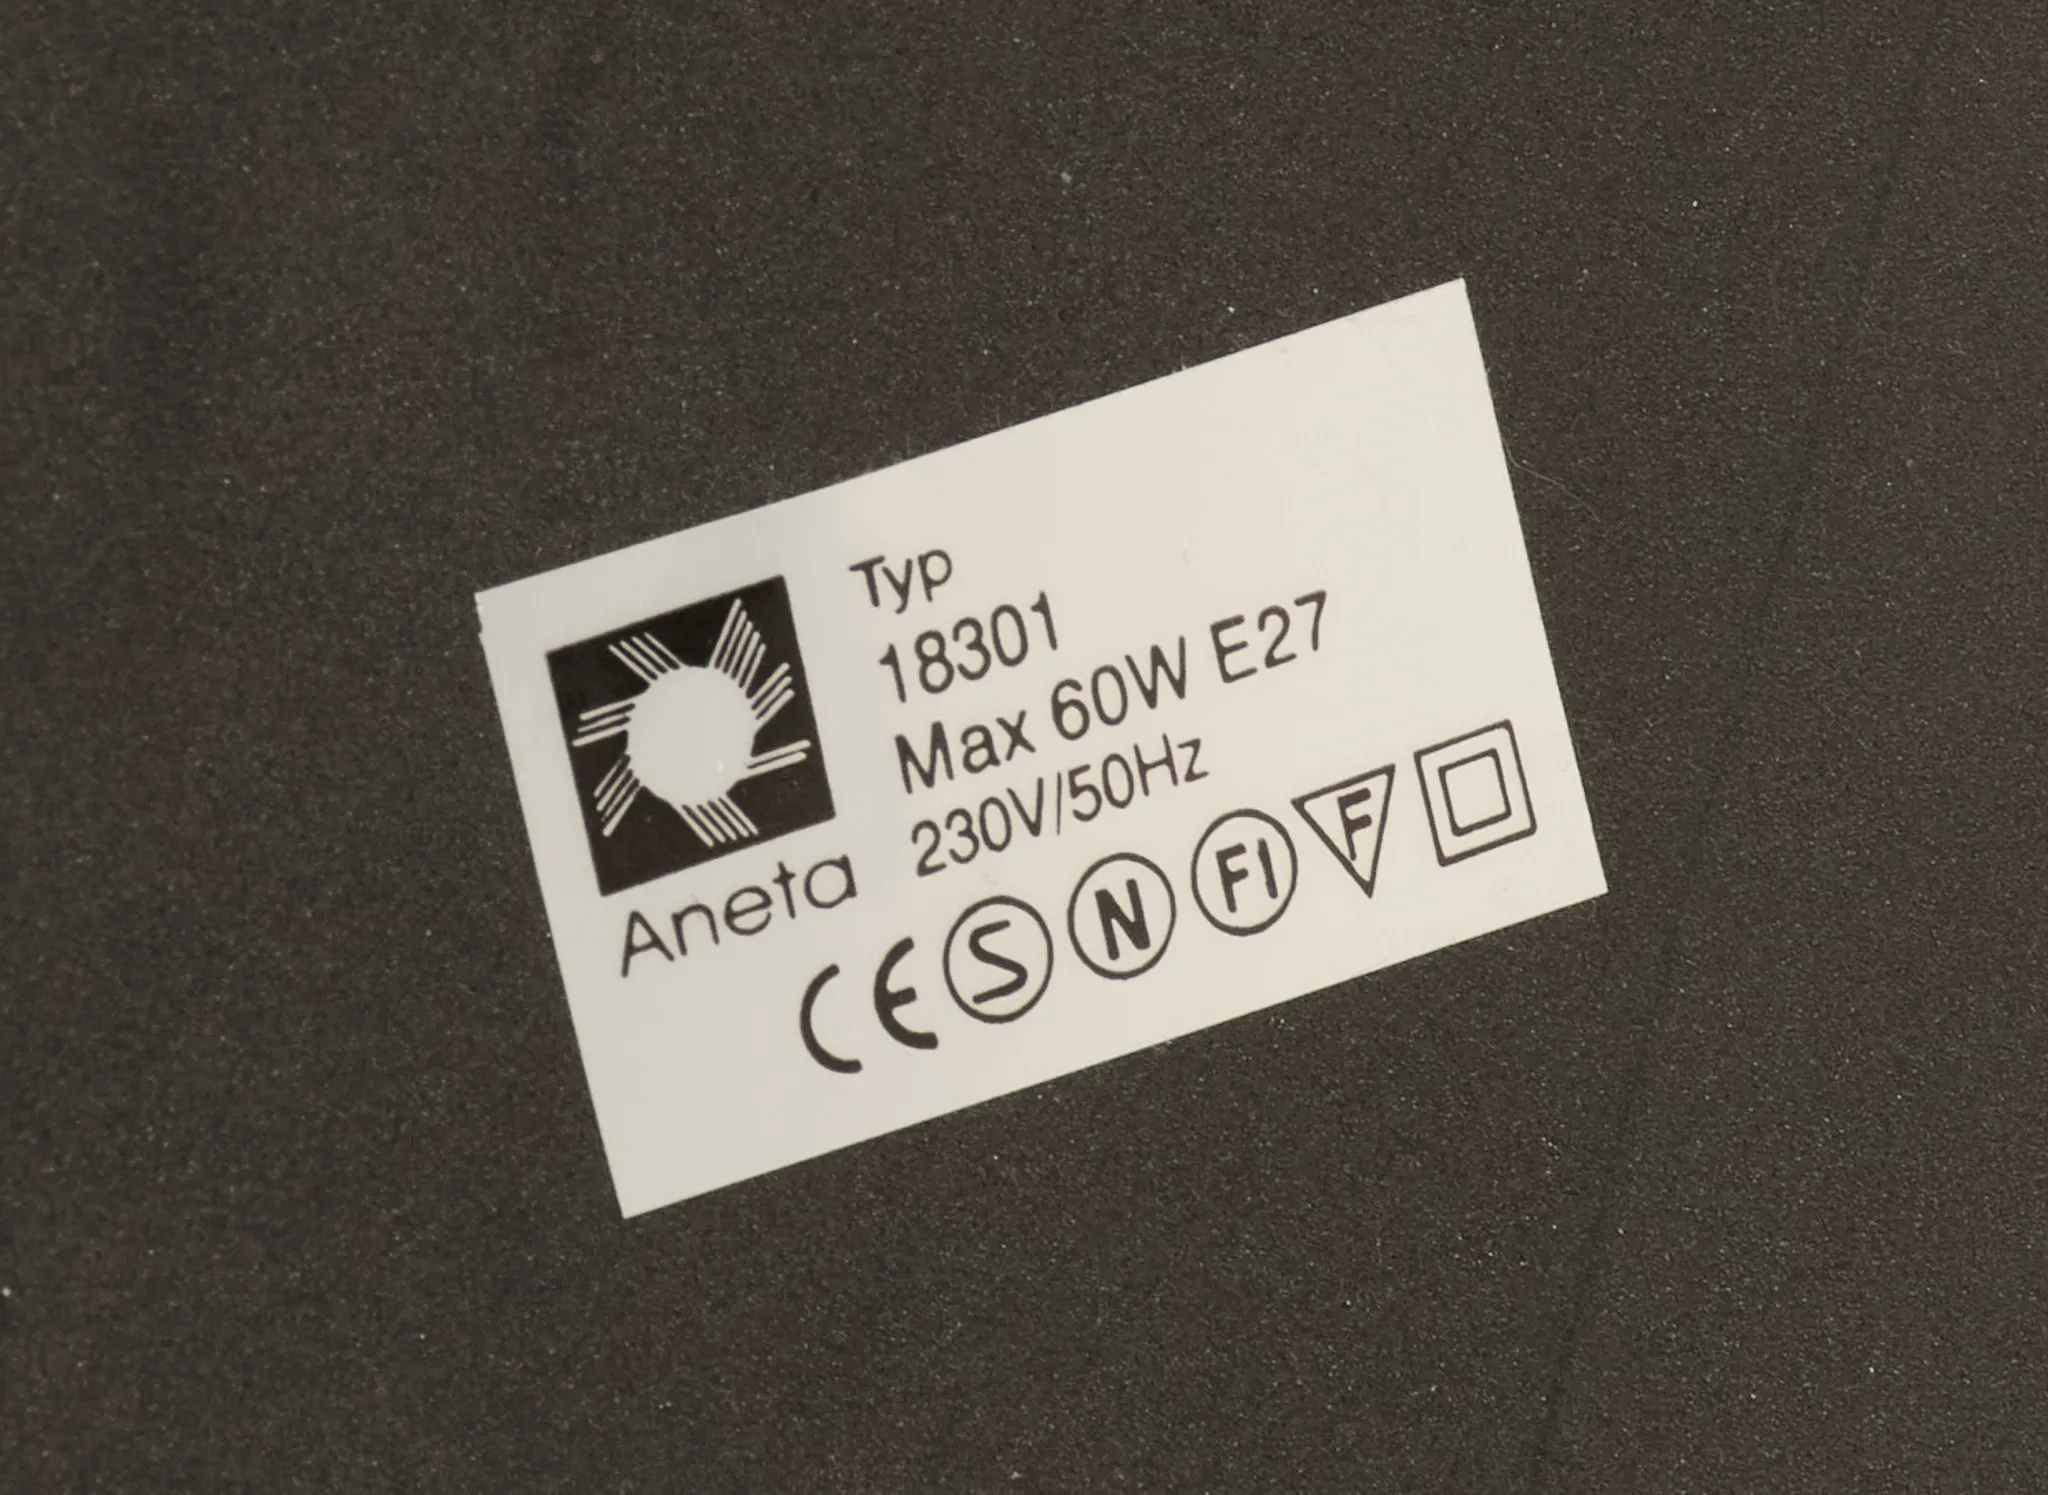 Typ
18301
Max 60W E27
230V/50Hz
Aneta
CE S N FI F